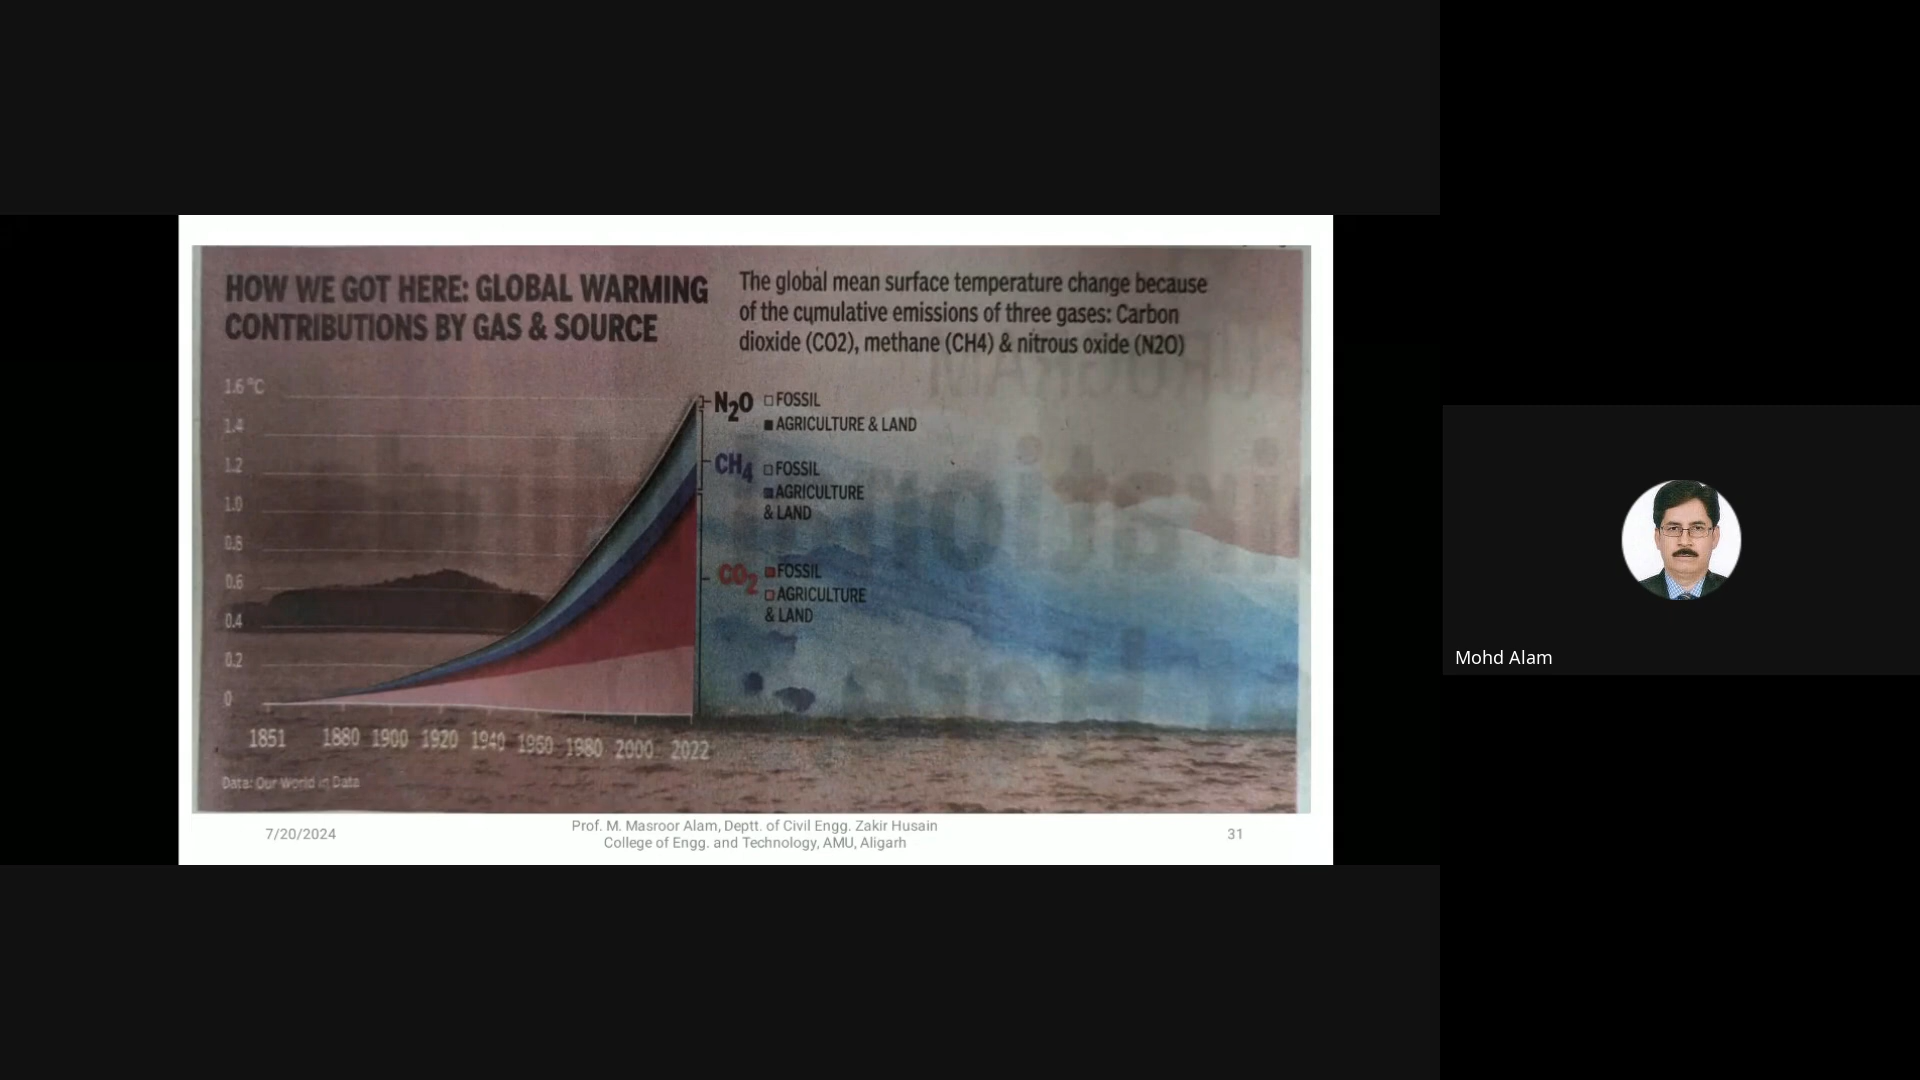 HOW WE GOT HERE: GLOBAL WARMING
CONTRIBUTIONS BY GAS & SOURCE
The global mean surface temperature change because
of the cumulative emissions of three gases: Carbon
dioxide (CO2), methane (CH4) & nitrous oxide (N2O)
1.6 °C
1.4
1.2
1.0
0.8
0.6
0.4
0.2
0
1851 1880 1900 1920 1940 1960 1980 2000 2022
N2O
FOSSIL
AGRICULTURE & LAND
CH4
FOSSIL
AGRICULTURE
& LAND
CO2
FOSSIL
AGRICULTURE
& LAND
Data: Our World in Data
7/20/2024
Prof. M. Masroor Alam, Deptt. of Civil Engg. Zakir Husain
College of Engg. and Technology, AMU, Aligarh
31
Mohd Alam